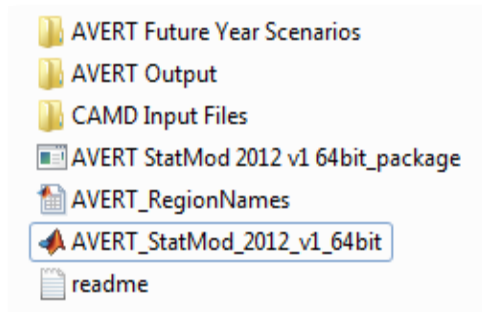 AVERT Future Year Scenarios
AVERT Output
CAMD Input Files
AVERT StatMod 2012 v1 64bit_package
AVERT_RegionNames
AVERT_StatMod_2012_v1_64bit
readme